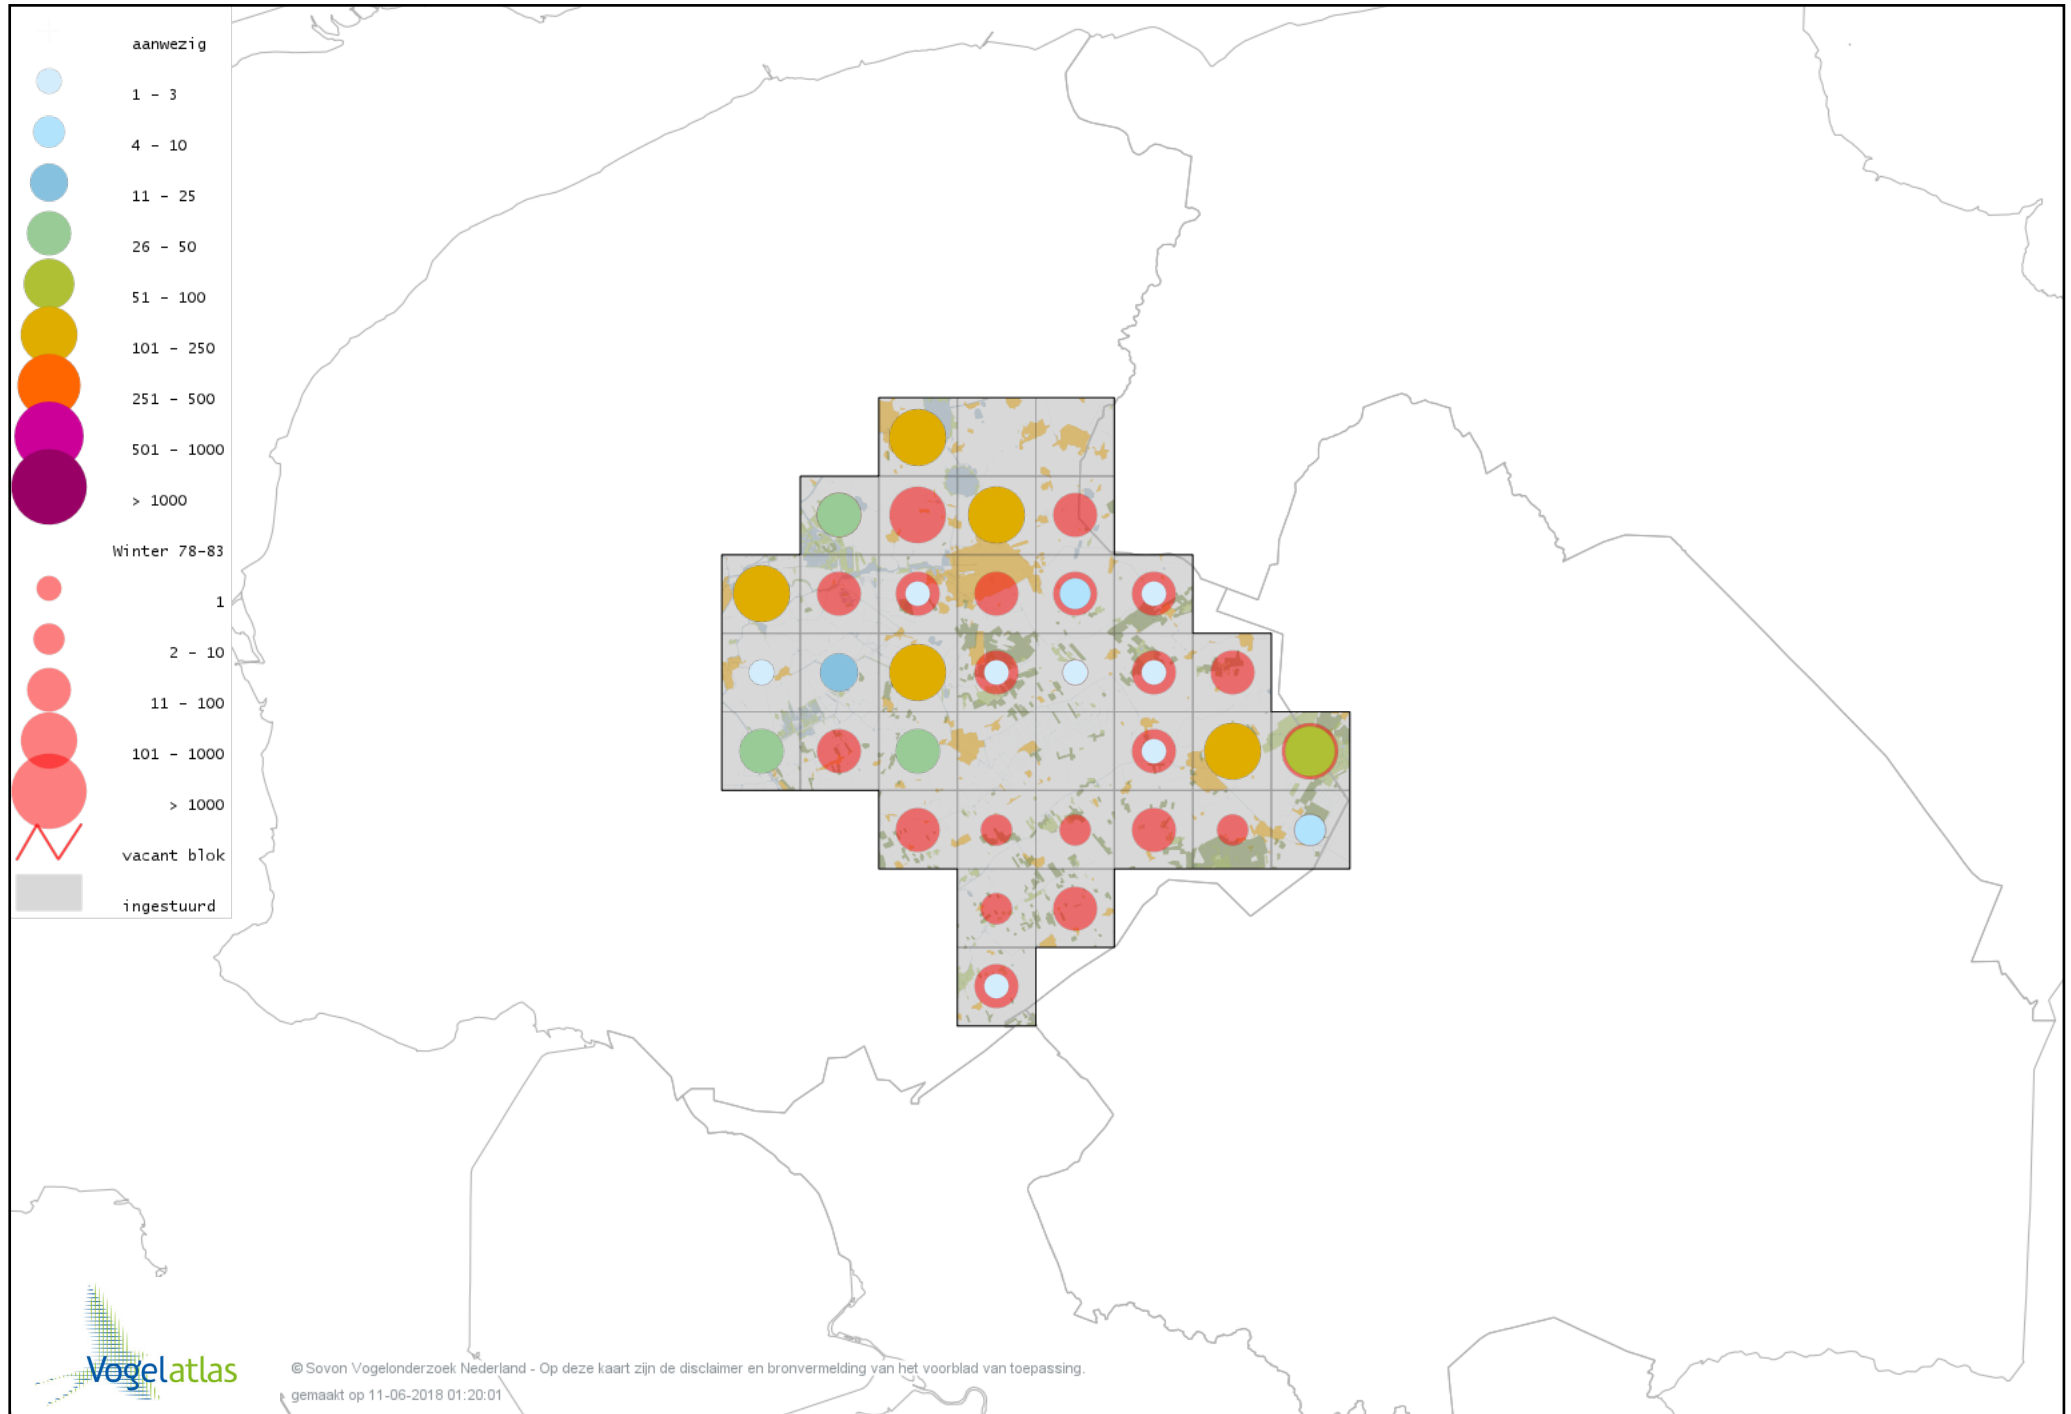 aanwezig
1 - 3
4 - 10
11 - 25
26 - 50
51 - 100
101 - 250
251 - 500
501 - 1000
> 1000
Winter 78-83
1
2 - 10
11 - 100
101 - 1000
> 1000
vacant blok
ingestuurd
Vogelatlas
© Sovon Vogelonderzoek Nederland - Op deze kaart zijn de disclaimer en bronvermelding van het voorblad van toepassing.
gemaakt op 11-06-2018 01:20:01